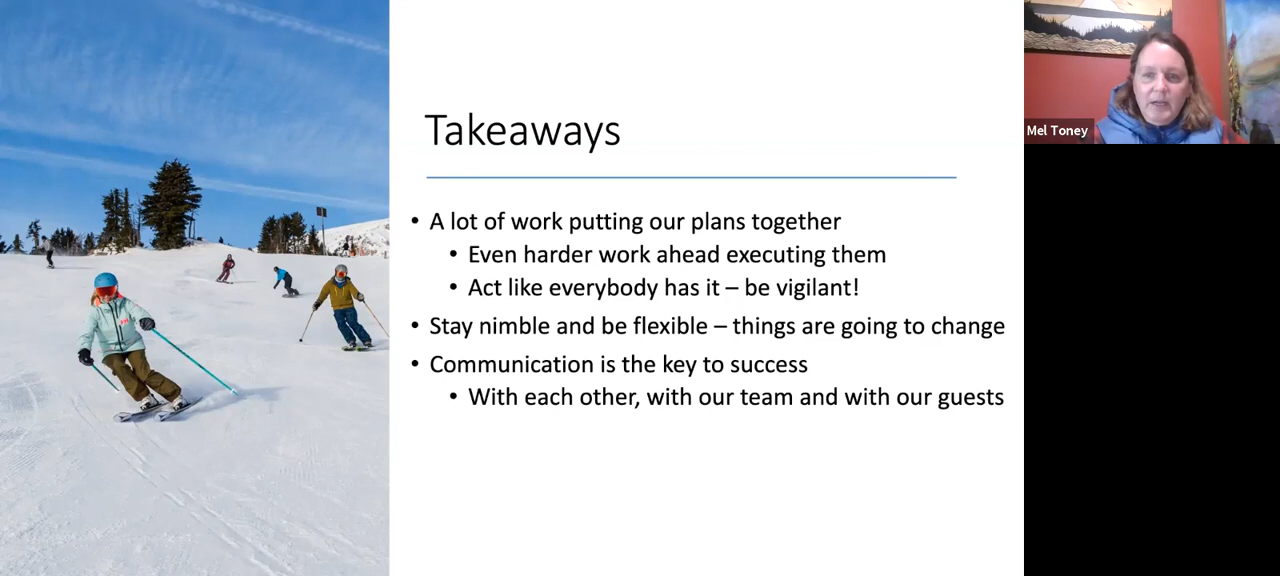 Takeaways
• A lot of work putting our plans together
• Even harder work ahead executing them
• Act like everybody has it – be vigilant!
• Stay nimble and be flexible – things are going to change
• Communication is the key to success
• With each other, with our team and with our guests
Mel Toney